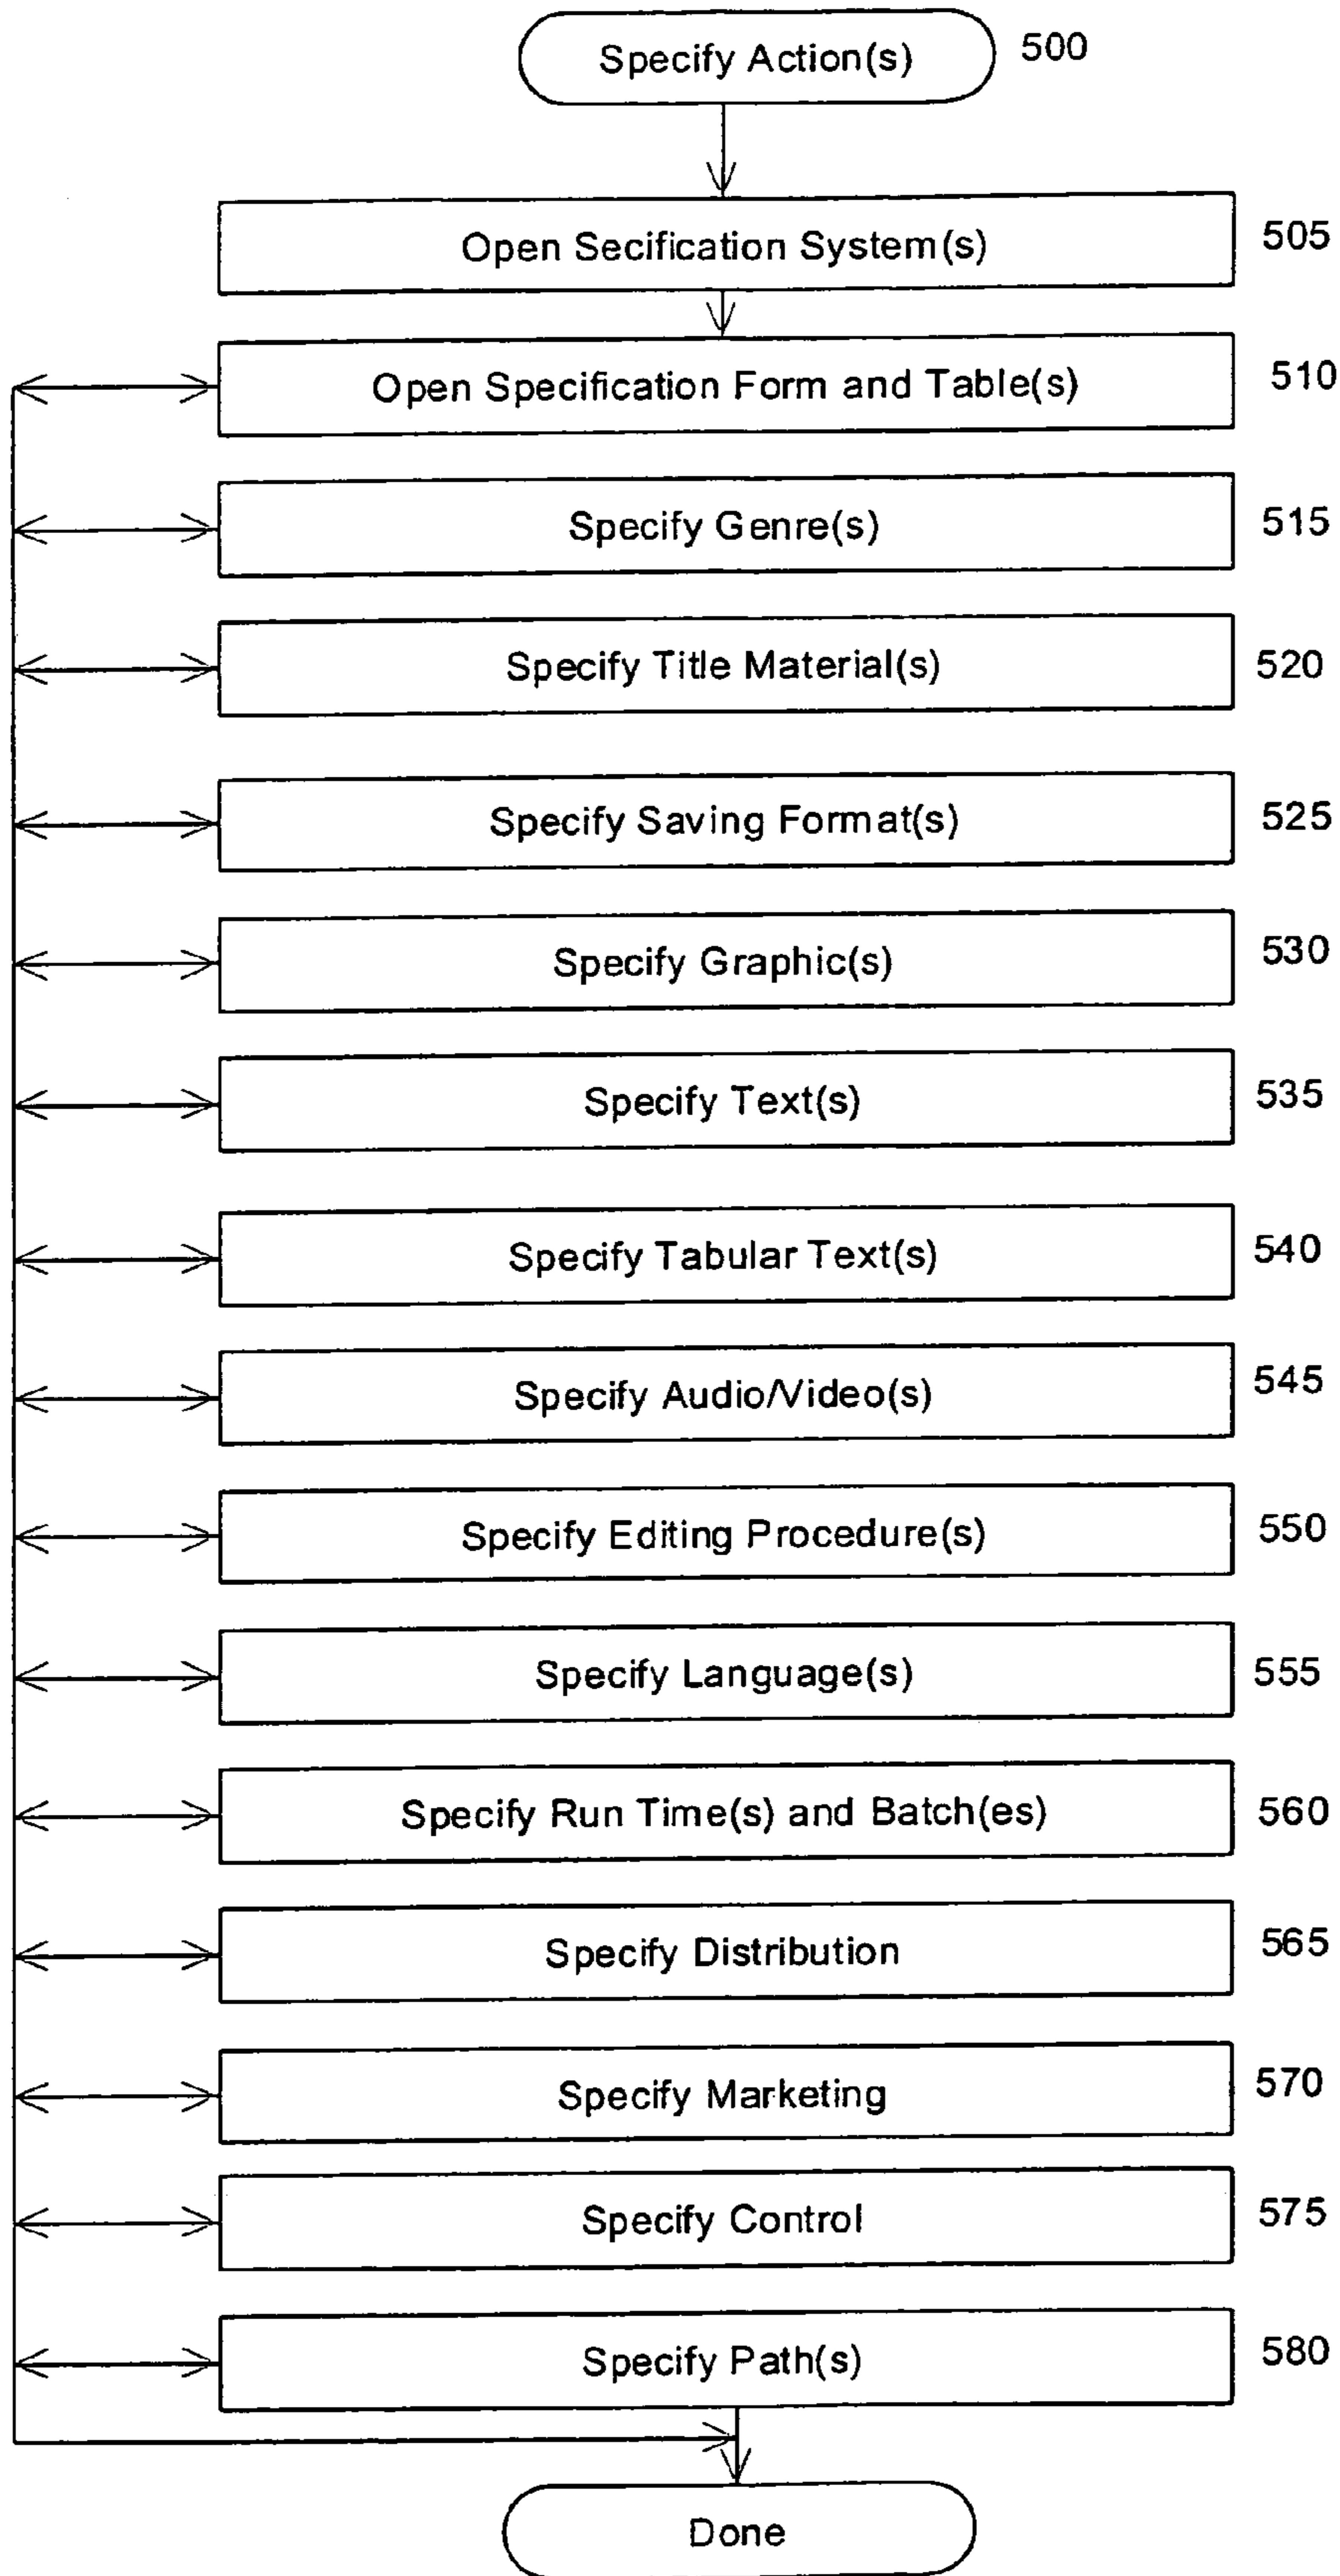 Specify Action(s) 500
Open Secification System(s) 505
Open Specification Form and Table(s) 510
Specify Genre(s) 515
Specify Title Material(s) 520
Specify Saving Format(s) 525
Specify Graphic(s) 530
Specify Text(s) 535
Specify Tabular Text(s) 540
Specify Audio/Video(s) 545
Specify Editing Procedure(s) 550
Specify Language(s) 555
Specify Run Time(s) and Batch(es) 560
Specify Distribution 565
Specify Marketing 570
Specify Control 575
Specify Path(s) 580
Done